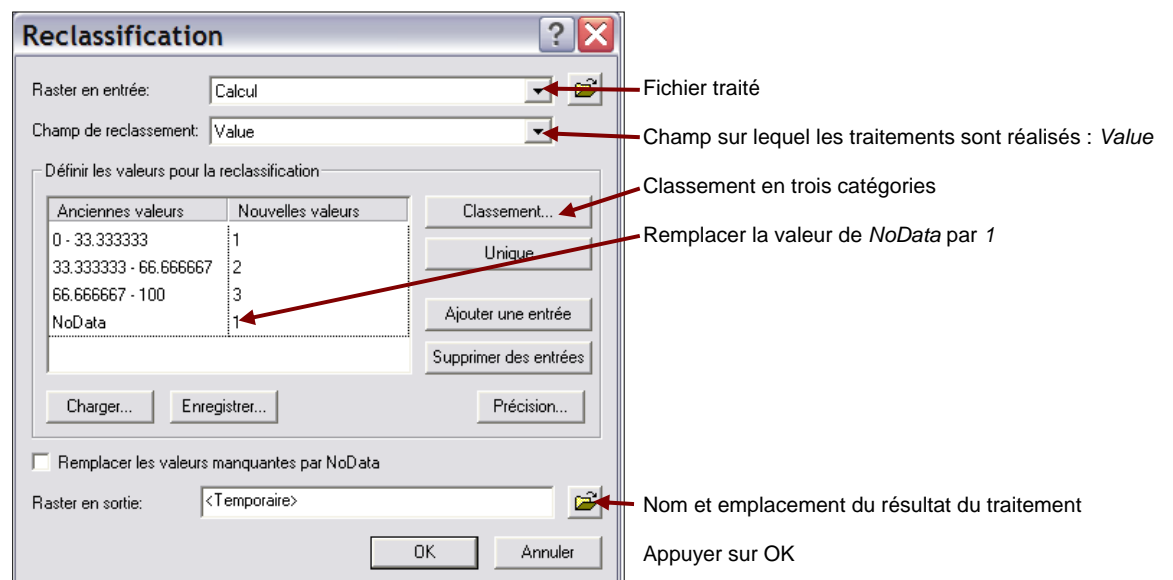 Reclassification
Raster en entrée: Calcul
Fichier traité
Champ de reclassement: Value
Champ sur lequel les traitements sont réalisés : Value
Définir les valeurs pour la reclassification
Classement en trois catégories
Anciennes valeurs Nouvelles valeurs
Classement...
0 - 33.333333 1
Remplacer la valeur de NoData par 1
Unique
33.333333 - 66.666667 2
66.666667 - 100 3
Ajouter une entrée
NoData 1
Supprimer des entrées
Charger... Enregistrer... Précision...
Remplacer les valeurs manquantes par NoData
Raster en sortie: <Temporaire>
Nom et emplacement du résultat du traitement
OK Annuler
Appuyer sur OK